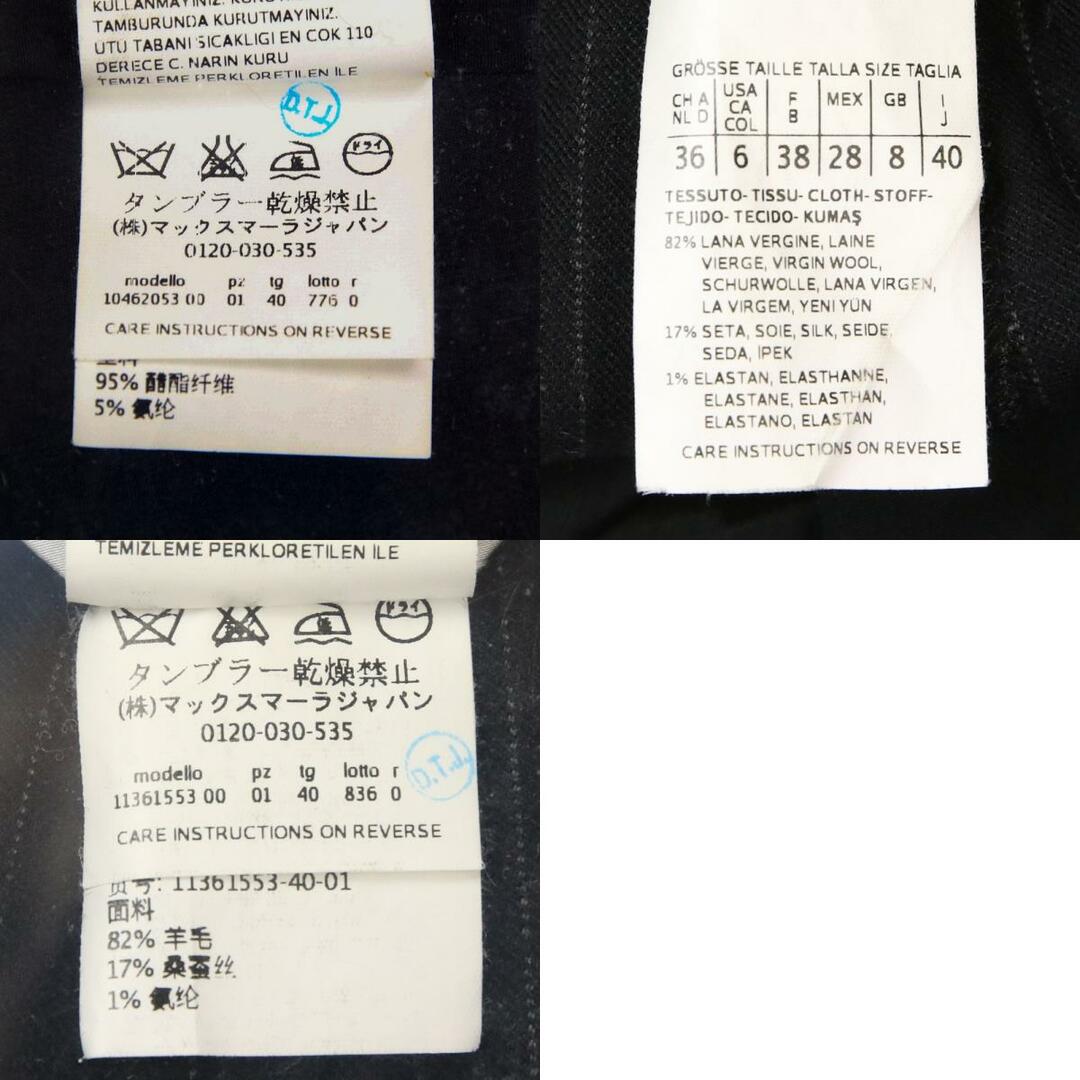 KULLANMAYINIZ.
TAMBURUNDA KURUTMAYINIZ.
ÜTÜ TABANI SICAKLIGI EN COK 110
DERECE C. NARIN KURU
TEMIZLEME PERKLORETILEN İLE
D.T.J.
ドライ
低
タンブラー乾燥禁止
(株)マックスマーラジャパン
0120-030-535
modello pz tg lotto r
10462053 00 01 40 776 0
CARE INSTRUCTIONS ON REVERSE
95% 醋酯纤维
5% 氨纶
GRÖSSE TAILLE TALLA SIZE TAGLIA
CH A NL D USA CA COL F B MEX GB I J
36 6 38 28 8 40
TESSUTO- TISSU- CLOTH- STOFF-
TEJIDO- TECIDO- KUMAŞ
82% LANA VERGINE, LAINE
VIERGE, VIRGIN WOOL,
SCHURWOLLE, LANA VIRGEN,
LA VIRGEM, YENI YÜN
17% SETA, SOIE, SILK, SEIDE,
SEDA, İPEK
1% ELASTAN, ELASTHANNE,
ELASTANE, ELASTHAN,
ELASTANO, ELASTAN
CARE INSTRUCTIONS ON REVERSE
TEMIZLEME PERKLORETILEN İLE
ドライ
低
タンブラー乾燥禁止
(株)マックスマーラジャパン
0120-030-535
D.T.J.
modello pz tg lotto r
11361553 00 01 40 836 0
CARE INSTRUCTIONS ON REVERSE
货号: 11361553-40-01
面料
82% 羊毛
17% 桑蚕丝
1% 氨纶